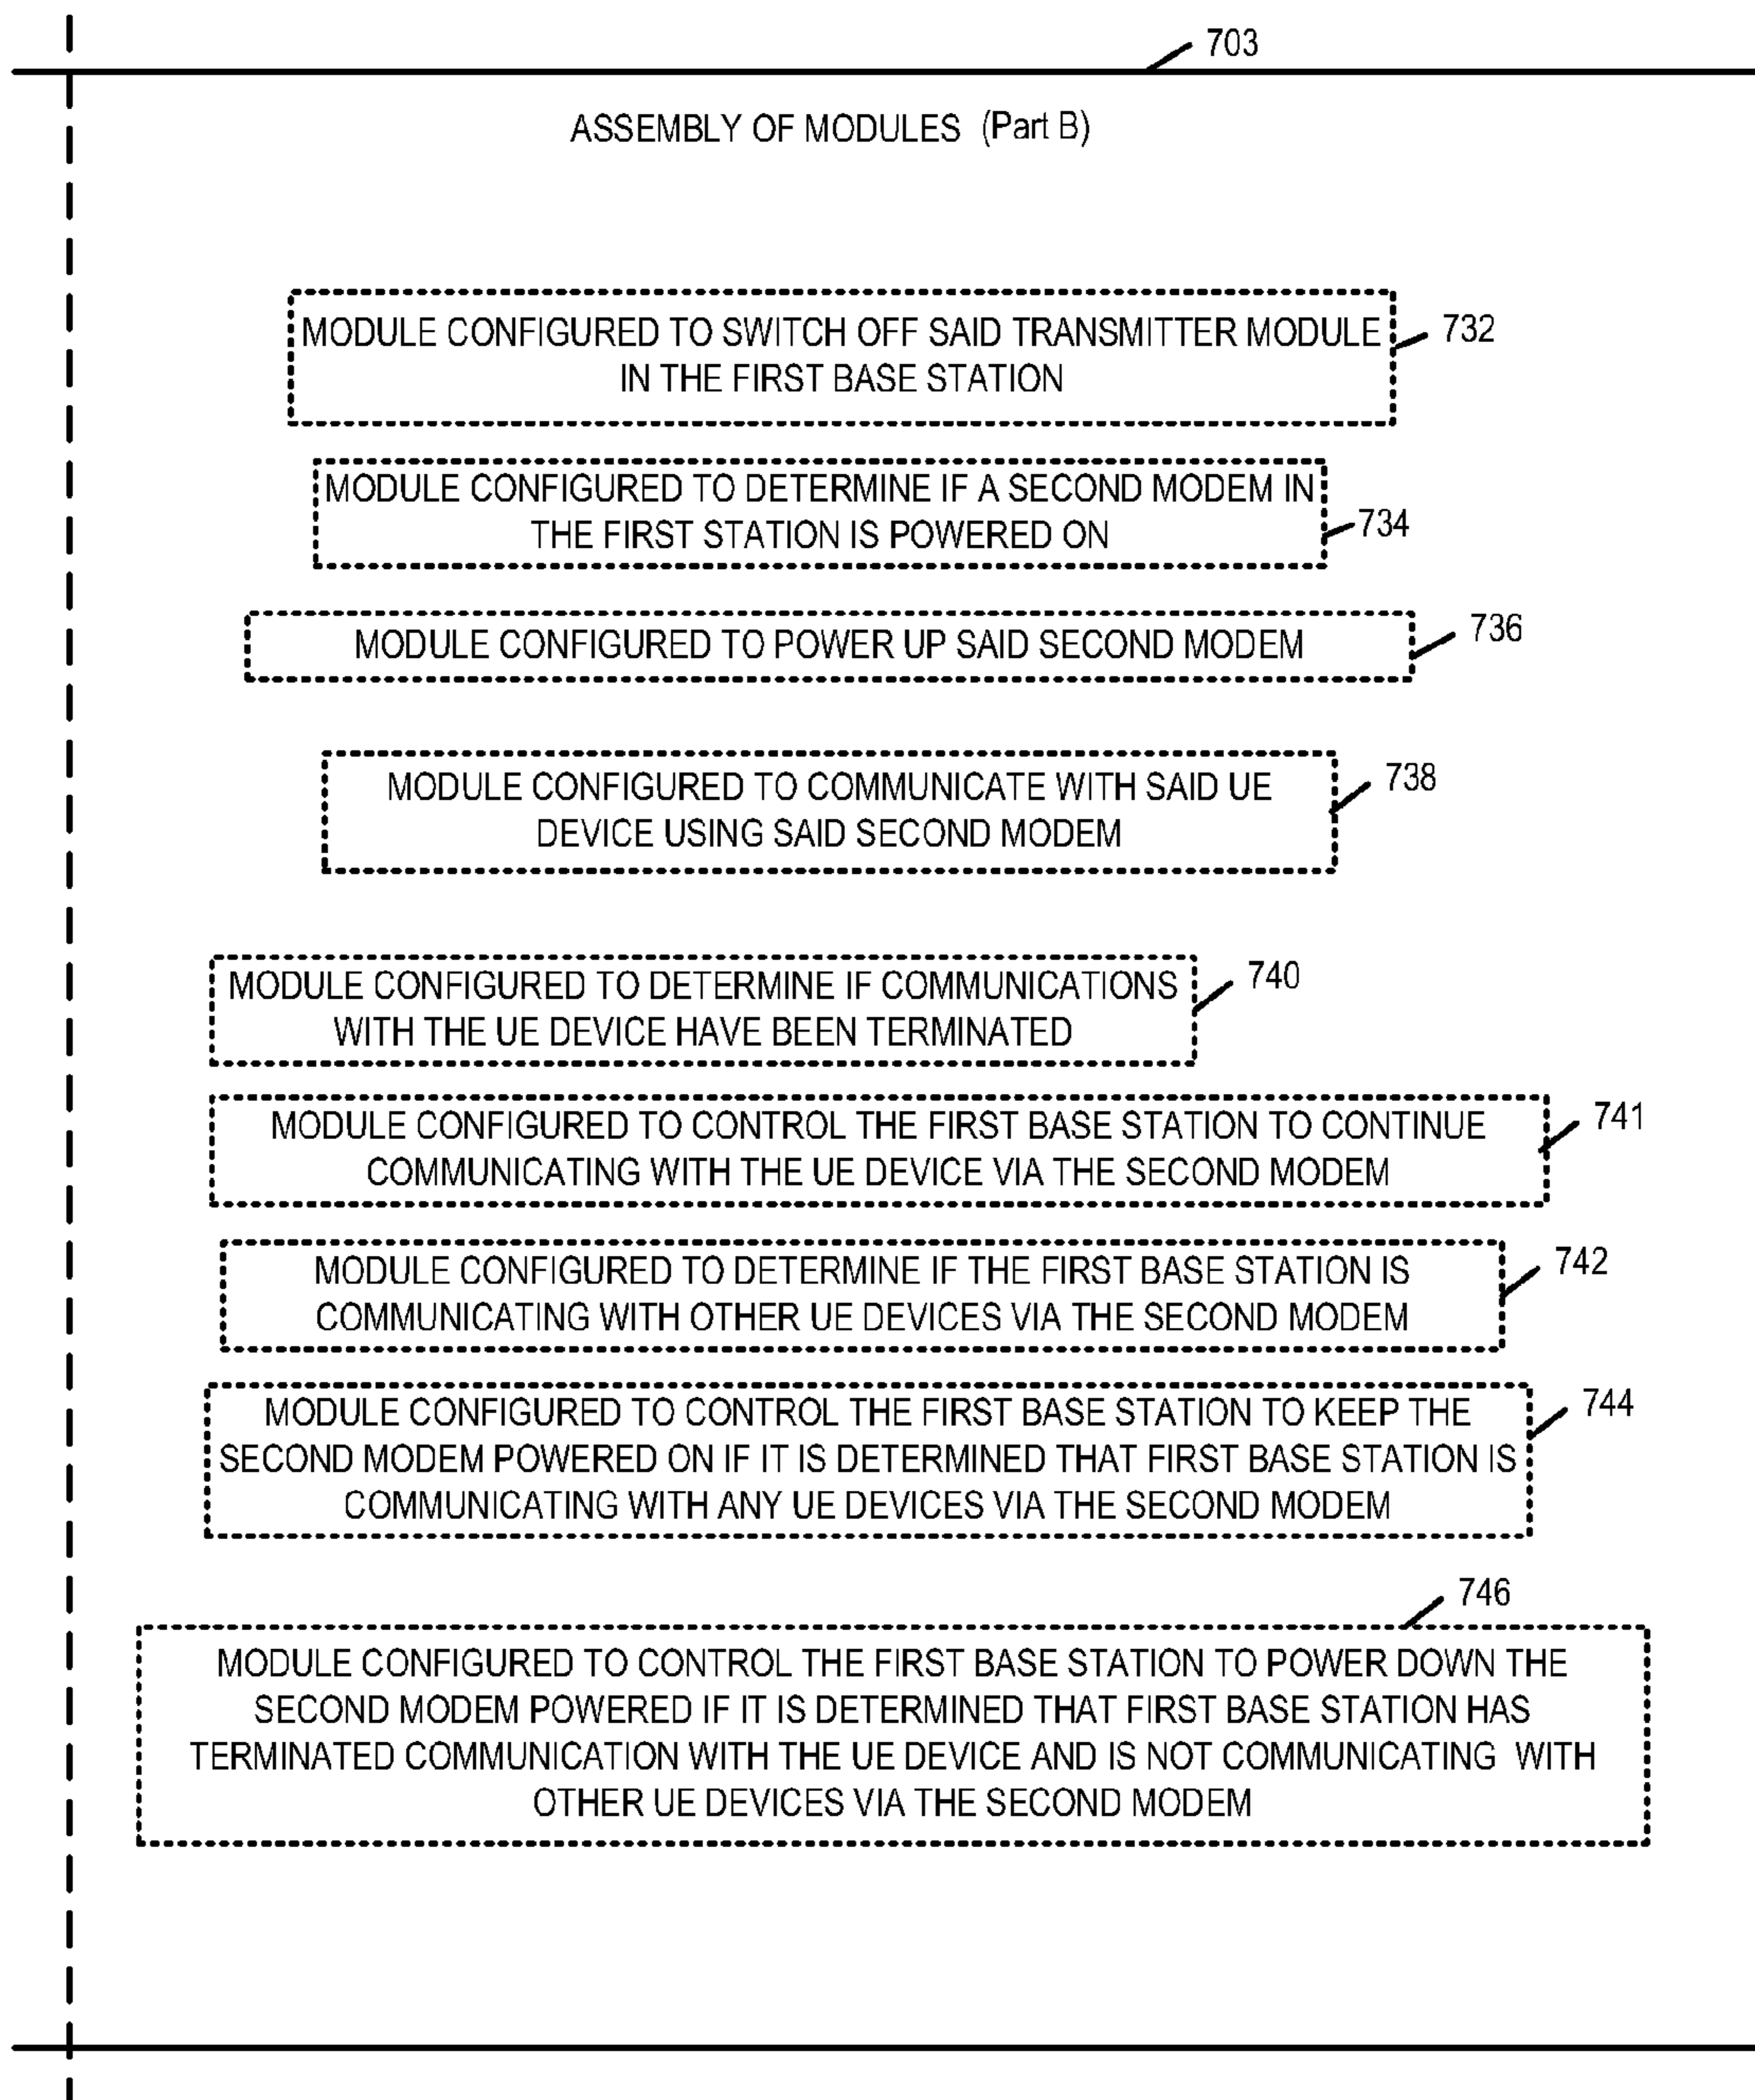 703
ASSEMBLY OF MODULES (Part B)
MODULE CONFIGURED TO SWITCH OFF SAID TRANSMITTER MODULE
IN THE FIRST BASE STATION
732
MODULE CONFIGURED TO DETERMINE IF A SECOND MODEM IN
THE FIRST STATION IS POWERED ON
734
MODULE CONFIGURED TO POWER UP SAID SECOND MODEM
736
MODULE CONFIGURED TO COMMUNICATE WITH SAID UE
DEVICE USING SAID SECOND MODEM
738
MODULE CONFIGURED TO DETERMINE IF COMMUNICATIONS
WITH THE UE DEVICE HAVE BEEN TERMINATED
740
MODULE CONFIGURED TO CONTROL THE FIRST BASE STATION TO CONTINUE
COMMUNICATING WITH THE UE DEVICE VIA THE SECOND MODEM
741
MODULE CONFIGURED TO DETERMINE IF THE FIRST BASE STATION IS
COMMUNICATING WITH OTHER UE DEVICES VIA THE SECOND MODEM
742
MODULE CONFIGURED TO CONTROL THE FIRST BASE STATION TO KEEP THE
SECOND MODEM POWERED ON IF IT IS DETERMINED THAT FIRST BASE STATION IS
COMMUNICATING WITH ANY UE DEVICES VIA THE SECOND MODEM
744
746
MODULE CONFIGURED TO CONTROL THE FIRST BASE STATION TO POWER DOWN THE
SECOND MODEM POWERED IF IT IS DETERMINED THAT FIRST BASE STATION HAS
TERMINATED COMMUNICATION WITH THE UE DEVICE AND IS NOT COMMUNICATING WITH
OTHER UE DEVICES VIA THE SECOND MODEM